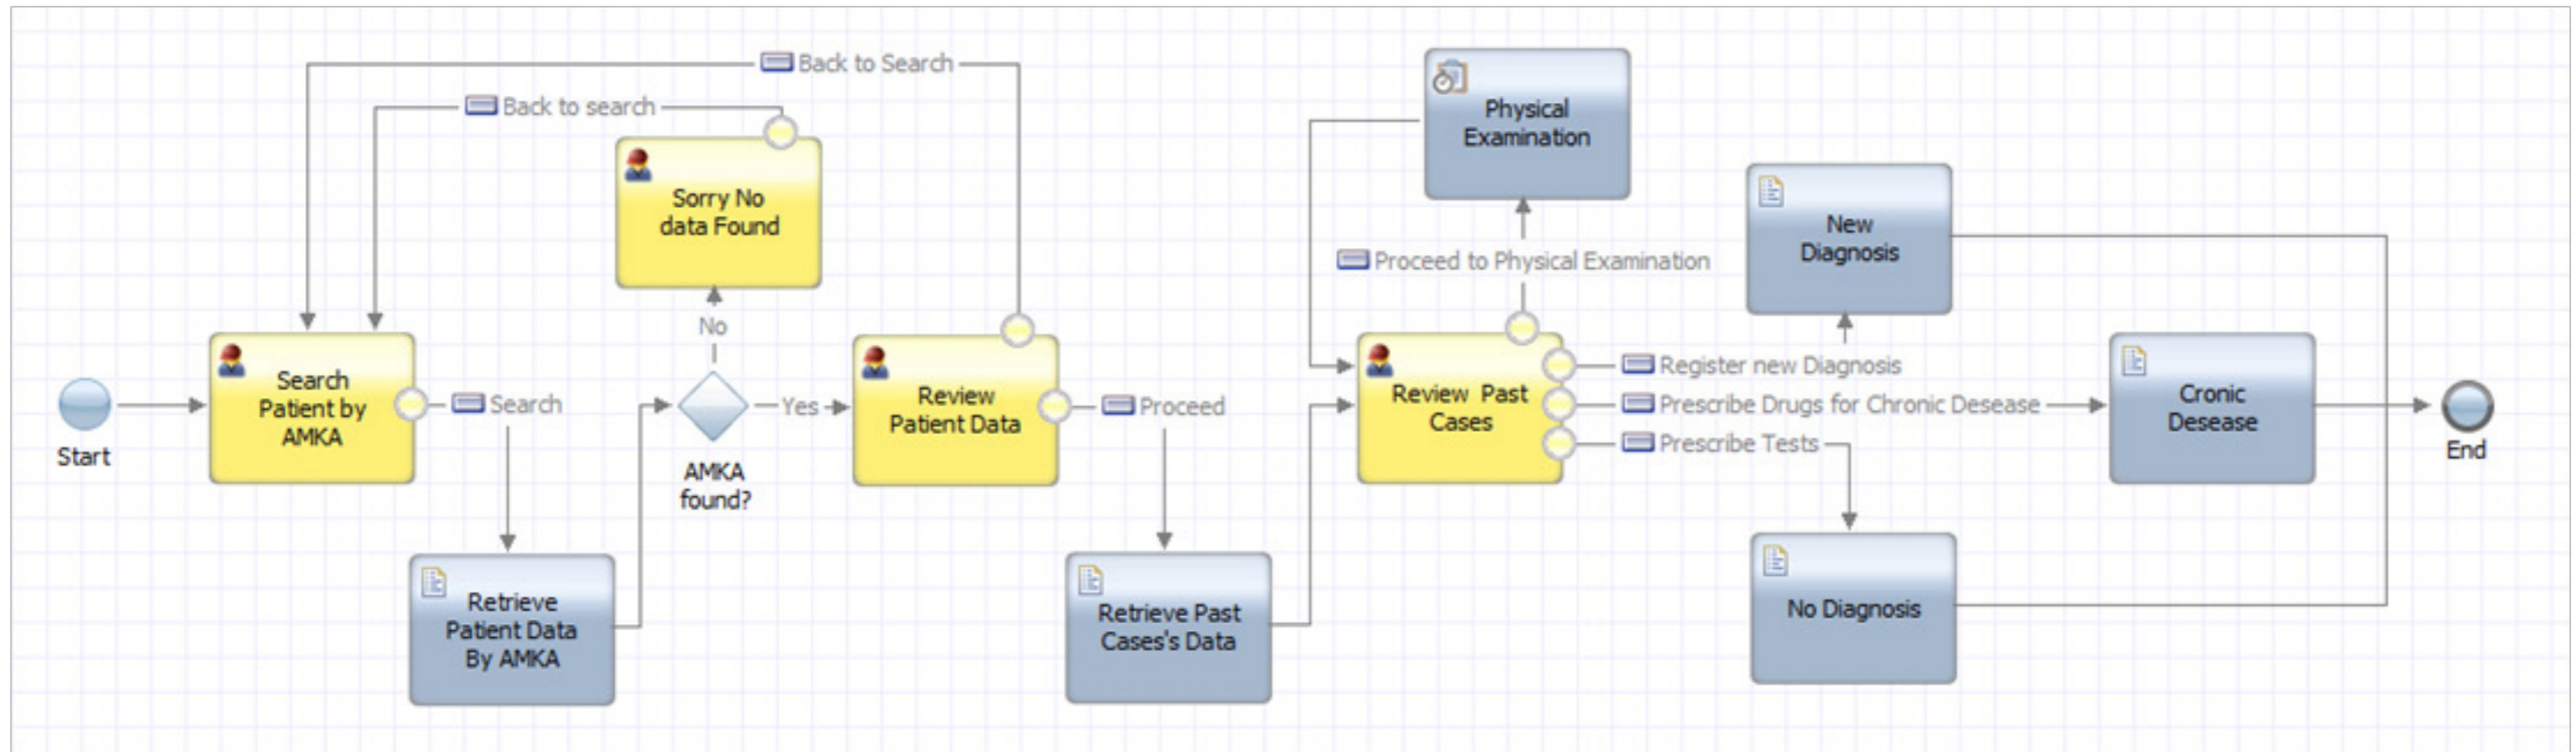 Back to Search
Back to search
Sorry No
data Found
No
Start
Search
Patient by
AMKA
Search
Retrieve
Patient Data
By AMKA
AMKA
found?
Yes
Review
Patient Data
Proceed
Retrieve Past
Cases's Data
Physical
Examination
Proceed to Physical Examination
Review Past
Cases
Register new Diagnosis
Prescribe Drugs for Chronic Desease
Prescribe Tests
New
Diagnosis
No Diagnosis
Cronic
Desease
End